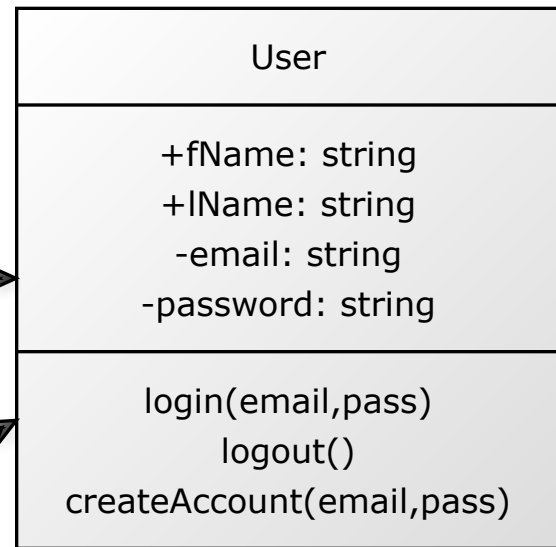 User
+fName: string
+lName: string
-email: string
-password: string
login(email,pass)
logout()
createAccount(email,pass)